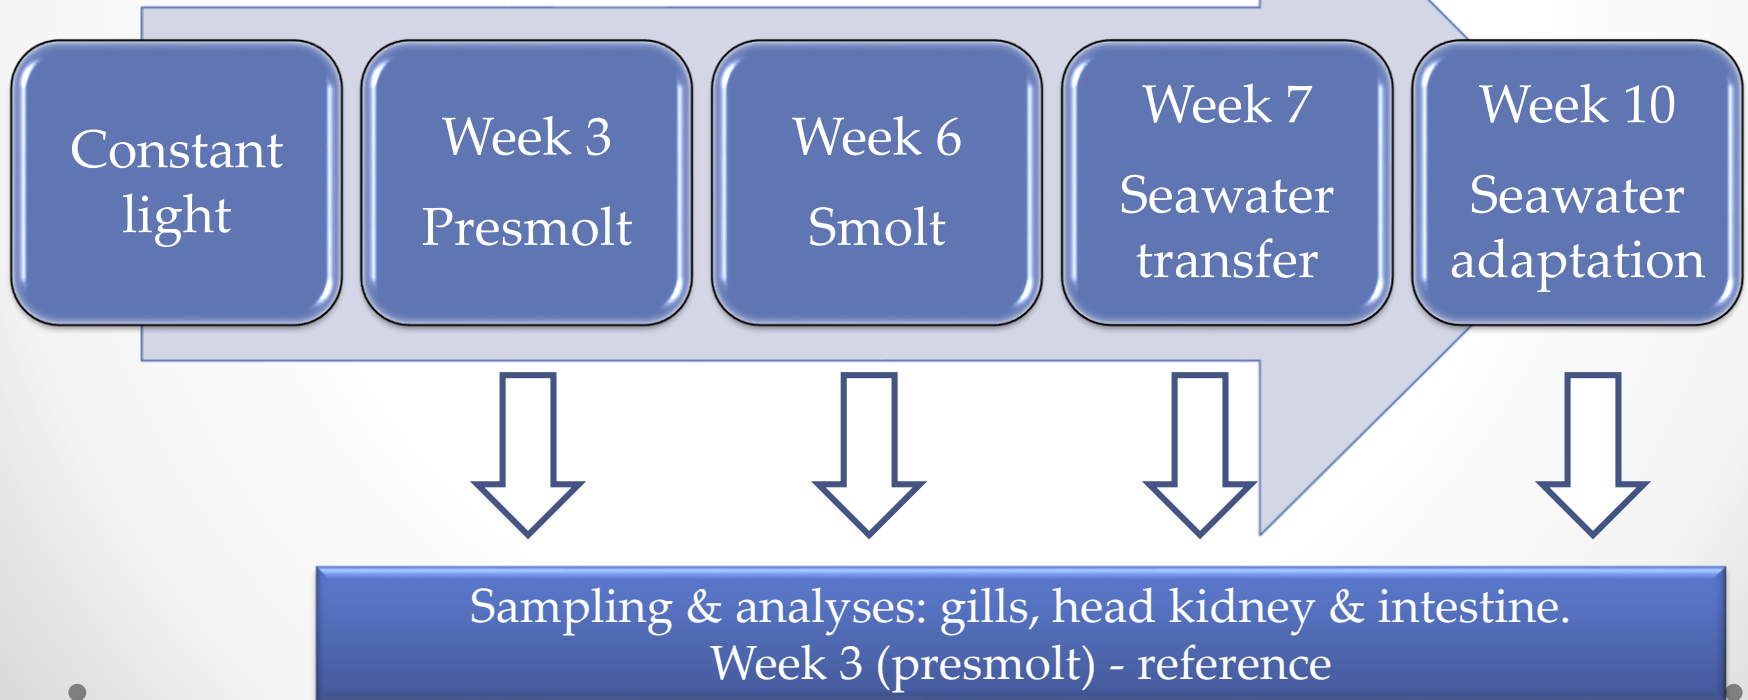 Constant
light
Week 3
Presmolt
Week 6
Smolt
Week 7
Seawater
transfer
Week 10
Seawater
adaptation
Sampling & analyses: gills, head kidney & intestine.
Week 3 (presmolt) - reference